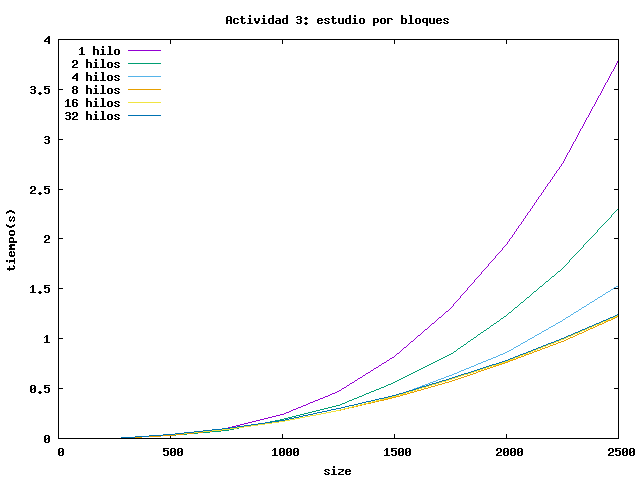 Actividad 3: estudio por bloques
4
3.5
3
2.5
2
1.5
1
0.5
0
tiempo(s)
1 hilo
2 hilos
4 hilos
8 hilos
16 hilos
32 hilos
0 500 1000 1500 2000 2500
size